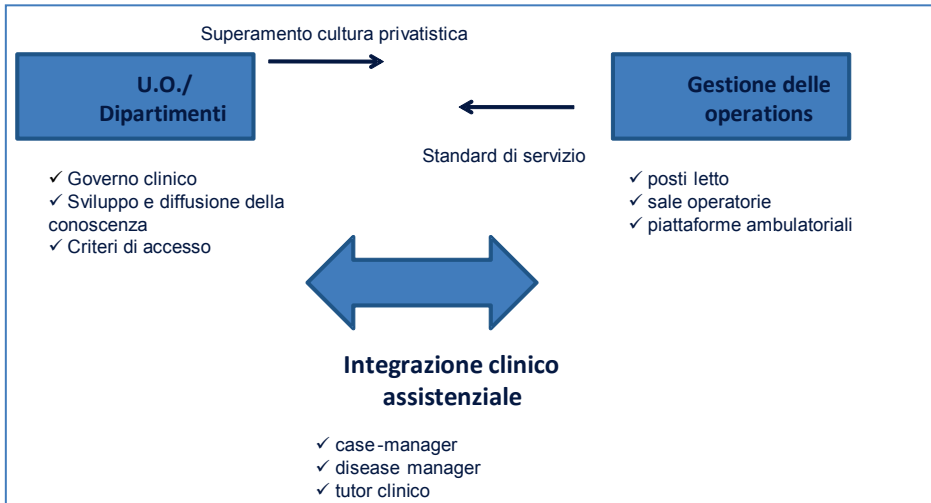 Superamento cultura privatistica
U.O./
Dipartimenti
Gestione delle
operations
Standard di servizio
✓ Governo clinico
✓ Sviluppo e diffusione della
conoscenza
✓ Criteri di accesso
✓ posti letto
✓ sale operatorie
✓ piattaforme ambulatoriali
Integrazione clinico
assistenziale
✓ case-manager
✓ disease manager
✓ tutor clinico